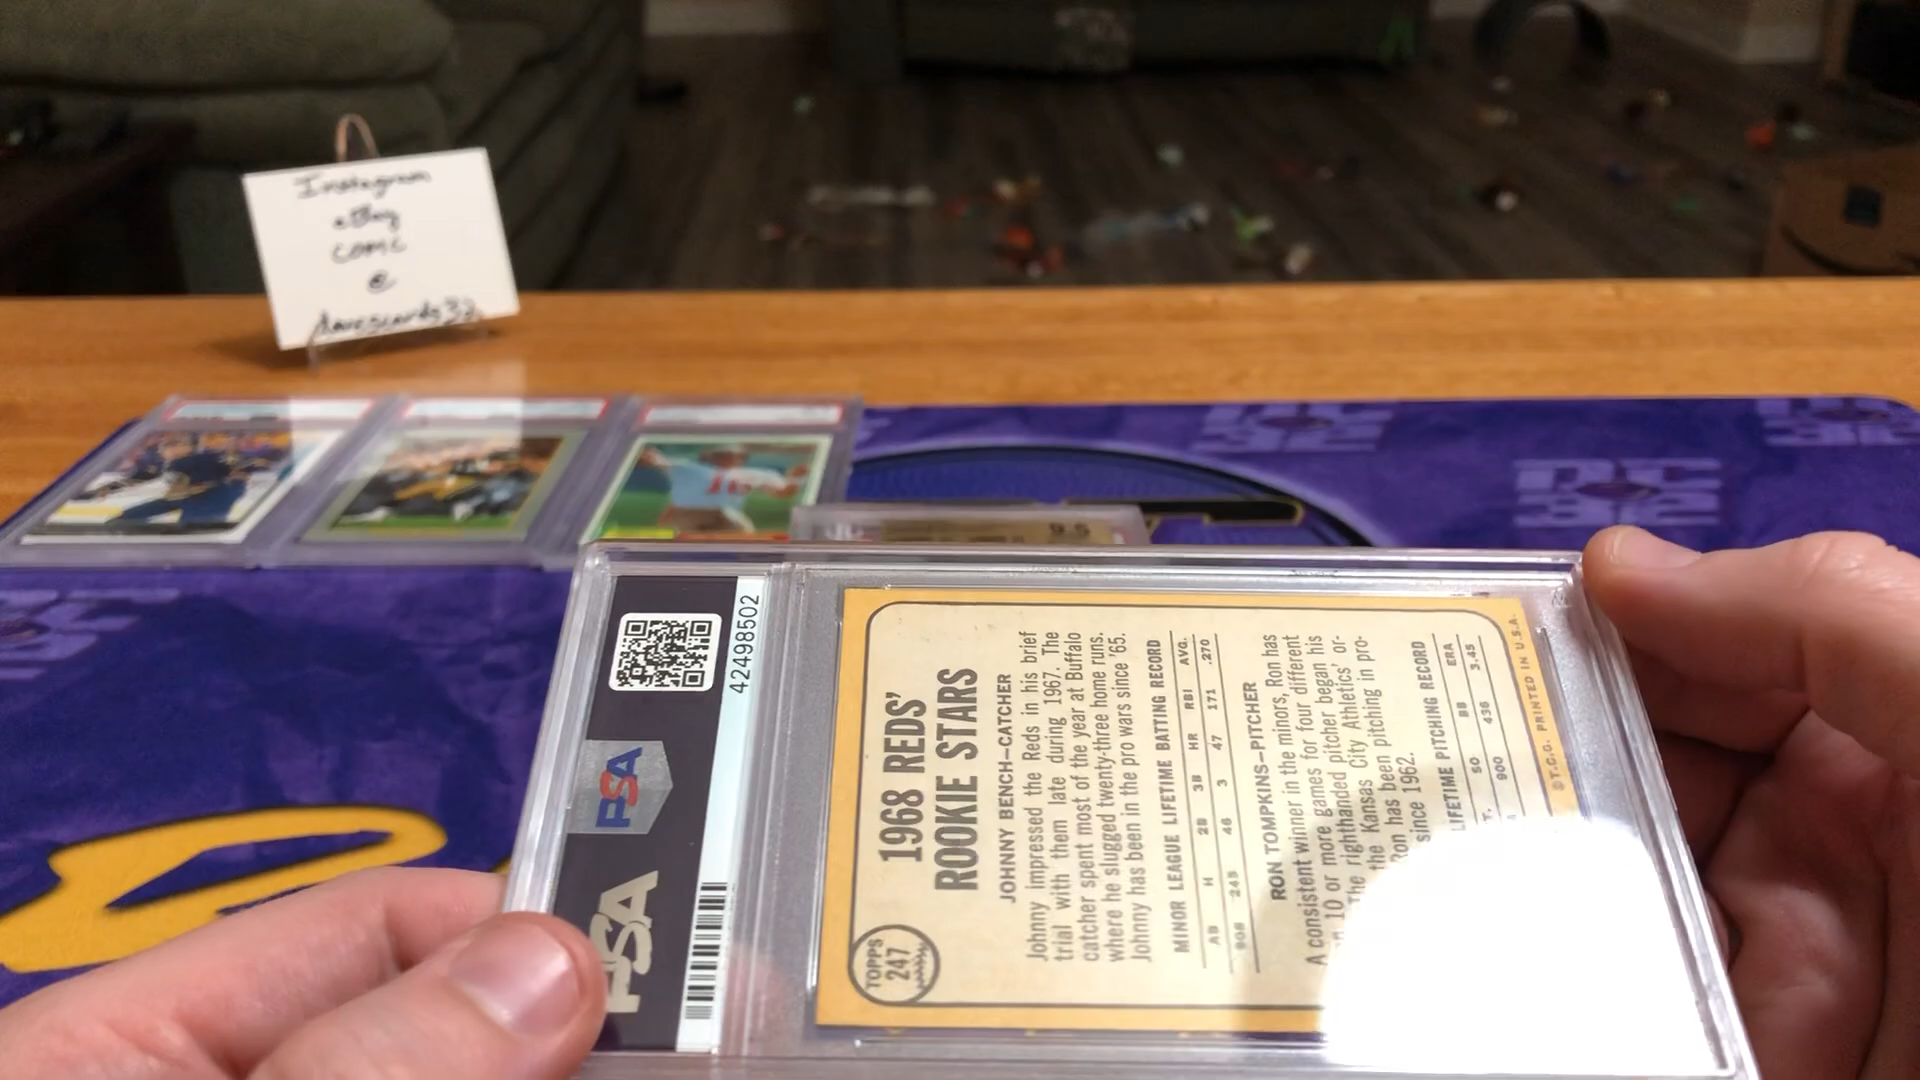 Instagram
eBay
COMC
@
davescards32
9.5
42498502
PSA
PSA
TOPPS
247
1968 REDS'
ROOKIE STARS
JOHNNY BENCH—CATCHER
Johnny impressed the Reds in his brief
trial with them late during 1967. The
catcher spent most of the year at Buffalo
where he slugged twenty-three home runs.
Johnny has been in the pro wars since '65.
MINOR LEAGUE LIFETIME BATTING RECORD
AB H 2B 3B HR RBI AVG.
908 245 46 3 47 171 .270
RON TOMPKINS—PITCHER
A consistent winner in the minors, Ron has
10 or more games for four different
The righthanded pitcher began his
the Kansas City Athletics' or-
Ron has been pitching in pro-
since 1962.
LIFETIME PITCHING RECORD
SO BB ERA
900 436 3.45
© T.C.G. PRINTED IN U.S.A.